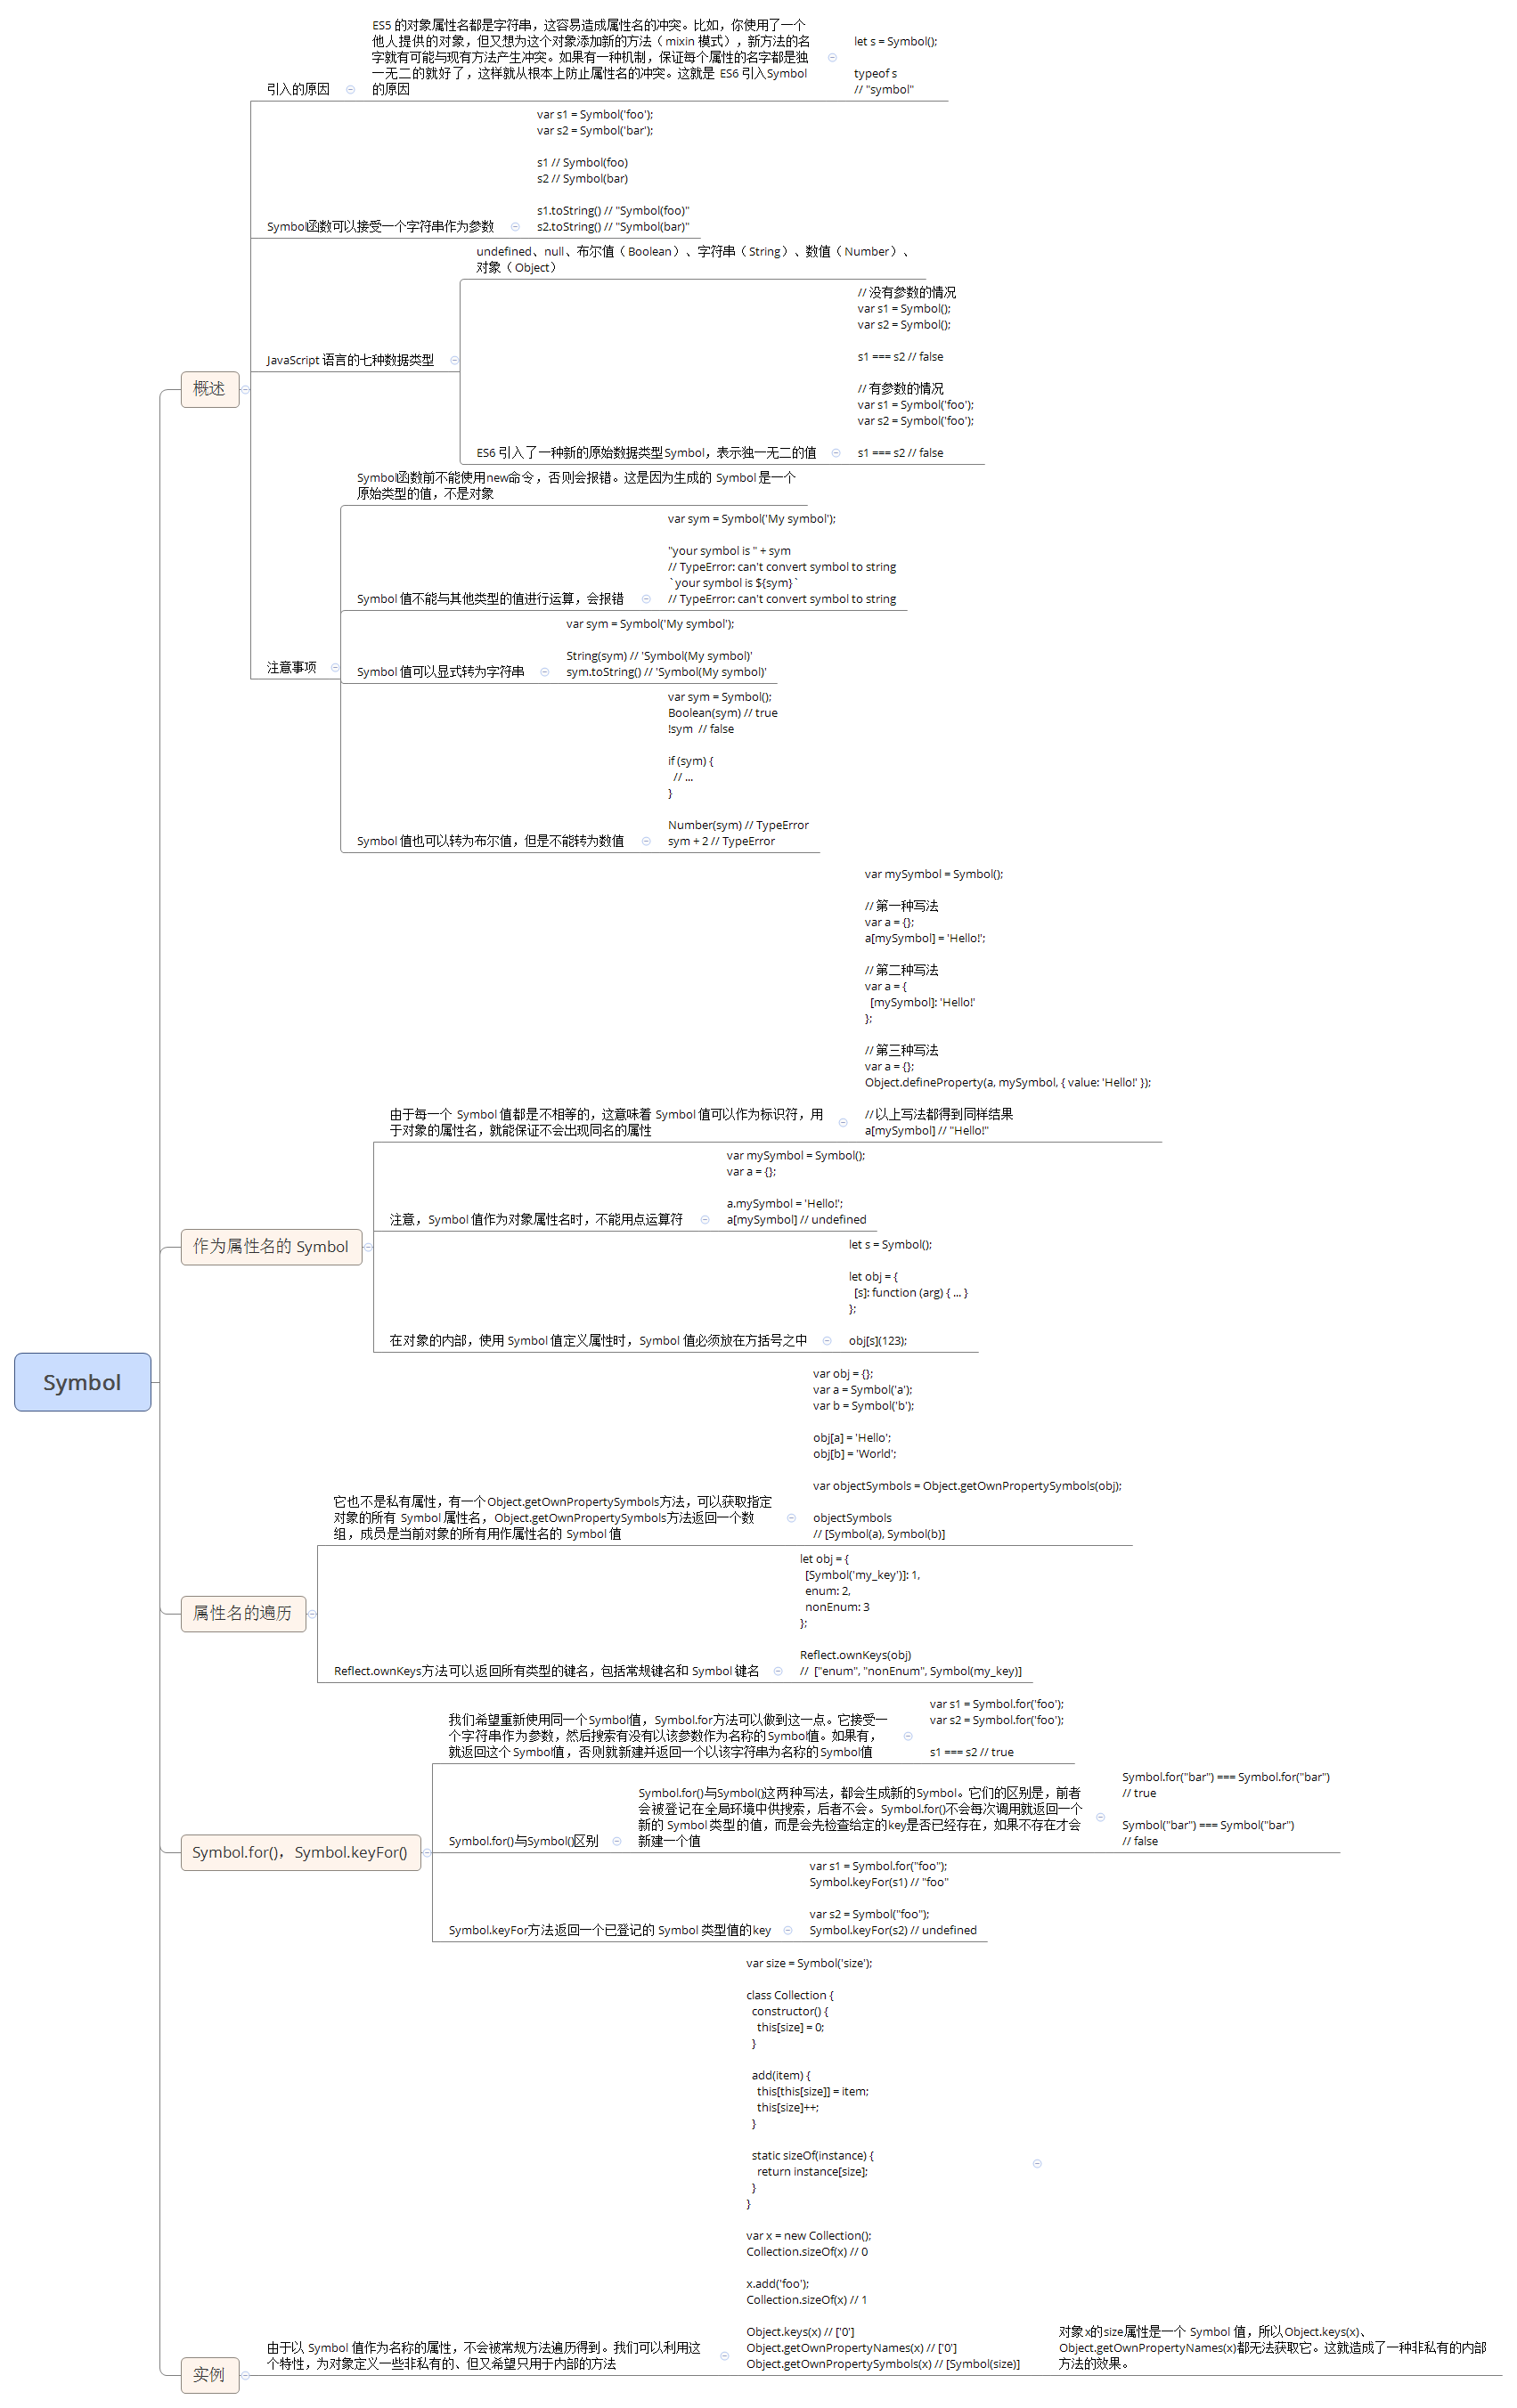 Symbol
概述
引入的原因
ES5 的对象属性名都是字符串，这容易造成属性名的冲突。比如，你使用了一个
他人提供的对象，但又想为这个对象添加新的方法（ mixin 模式），新方法的名
字就有可能与现有方法产生冲突。如果有一种机制，保证每个属性的名字都是独
一无二的就好了，这样就从根本上防止属性名的冲突。这就是 ES6 引入Symbol
的原因
let s = Symbol();
typeof s
// "symbol"
Symbol函数可以接受一个字符串作为参数
var s1 = Symbol('foo');
var s2 = Symbol('bar');
s1 // Symbol(foo)
s2 // Symbol(bar)
s1.toString() // "Symbol(foo)"
s2.toString() // "Symbol(bar)"
JavaScript 语言的七种数据类型
undefined、null、布尔值（ Boolean）、字符串（ String）、数值（ Number）、
对象（ Object）
ES6 引入了一种新的原始数据类型Symbol，表示独一无二的值
// 没有参数的情况
var s1 = Symbol();
var s2 = Symbol();
s1 === s2 // false
// 有参数的情况
var s1 = Symbol('foo');
var s2 = Symbol('foo');
s1 === s2 // false
注意事项
Symbol函数前不能使用new命令，否则会报错。这是因为生成的 Symbol 是一个
原始类型的值，不是对象
Symbol 值不能与其他类型的值进行运算，会报错
var sym = Symbol('My symbol');
"your symbol is " + sym
// TypeError: can't convert symbol to string
`your symbol is ${sym}`
// TypeError: can't convert symbol to string
Symbol 值可以显式转为字符串
var sym = Symbol('My symbol');
String(sym) // 'Symbol(My symbol)'
sym.toString() // 'Symbol(My symbol)'
Symbol 值也可以转为布尔值，但是不能转为数值
var sym = Symbol();
Boolean(sym) // true
!sym  // false
if (sym) {
  // ...
}
Number(sym) // TypeError
sym + 2 // TypeError
作为属性名的 Symbol
由于每一个 Symbol 值都是不相等的，这意味着 Symbol 值可以作为标识符，用
于对象的属性名，就能保证不会出现同名的属性
var mySymbol = Symbol();
// 第一种写法
var a = {};
a[mySymbol] = 'Hello!';
// 第二种写法
var a = {
  [mySymbol]: 'Hello!'
};
// 第三种写法
var a = {};
Object.defineProperty(a, mySymbol, { value: 'Hello!' });
// 以上写法都得到同样结果
a[mySymbol] // "Hello!"
注意，Symbol 值作为对象属性名时，不能用点运算符
var mySymbol = Symbol();
var a = {};
a.mySymbol = 'Hello!';
a[mySymbol] // undefined
在对象的内部，使用 Symbol 值定义属性时，Symbol 值必须放在方括号之中
let s = Symbol();
let obj = {
  [s]: function (arg) { ... }
};
obj[s](123);
属性名的遍历
它也不是私有属性，有一个Object.getOwnPropertySymbols方法，可以获取指定
对象的所有 Symbol 属性名，Object.getOwnPropertySymbols方法返回一个数
组，成员是当前对象的所有用作属性名的 Symbol 值
var obj = {};
var a = Symbol('a');
var b = Symbol('b');
obj[a] = 'Hello';
obj[b] = 'World';
var objectSymbols = Object.getOwnPropertySymbols(obj);
objectSymbols
// [Symbol(a), Symbol(b)]
Reflect.ownKeys方法可以返回所有类型的键名，包括常规键名和 Symbol 键名
let obj = {
  [Symbol('my_key')]: 1,
  enum: 2,
  nonEnum: 3
};
Reflect.ownKeys(obj)
//  ["enum", "nonEnum", Symbol(my_key)]
Symbol.for()，Symbol.keyFor()
我们希望重新使用同一个Symbol值，Symbol.for方法可以做到这一点。它接受一
个字符串作为参数，然后搜索有没有以该参数作为名称的Symbol值。如果有，
就返回这个Symbol值，否则就新建并返回一个以该字符串为名称的Symbol值
var s1 = Symbol.for('foo');
var s2 = Symbol.for('foo');
s1 === s2 // true
Symbol.for()与Symbol()区别
Symbol.for()与Symbol()这两种写法，都会生成新的Symbol。它们的区别是，前者
会被登记在全局环境中供搜索，后者不会。Symbol.for()不会每次调用就返回一个
新的 Symbol 类型的值，而是会先检查给定的key是否已经存在，如果不存在才会
新建一个值
Symbol.for("bar") === Symbol.for("bar")
// true
Symbol("bar") === Symbol("bar")
// false
Symbol.keyFor方法返回一个已登记的 Symbol 类型值的key
var s1 = Symbol.for("foo");
Symbol.keyFor(s1) // "foo"
var s2 = Symbol("foo");
Symbol.keyFor(s2) // undefined
实例
由于以 Symbol 值作为名称的属性，不会被常规方法遍历得到。我们可以利用这
个特性，为对象定义一些非私有的、但又希望只用于内部的方法
var size = Symbol('size');
class Collection {
  constructor() {
    this[size] = 0;
  }
  add(item) {
    this[this[size]] = item;
    this[size]++;
  }
  static sizeOf(instance) {
    return instance[size];
  }
}
var x = new Collection();
Collection.sizeOf(x) // 0
x.add('foo');
Collection.sizeOf(x) // 1
Object.keys(x) // ['0']
Object.getOwnPropertyNames(x) // ['0']
Object.getOwnPropertySymbols(x) // [Symbol(size)]
对象x的size属性是一个 Symbol 值，所以Object.keys(x)、
Object.getOwnPropertyNames(x)都无法获取它。这就造成了一种非私有的内部
方法的效果。